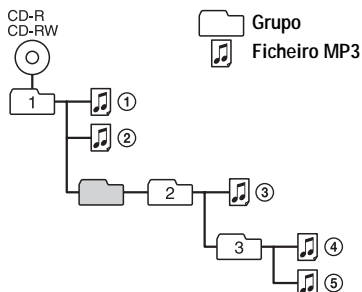 CD-R
CD-RW
Grupo
Ficheiro MP3
1
①
②
2
③
3
④
⑤